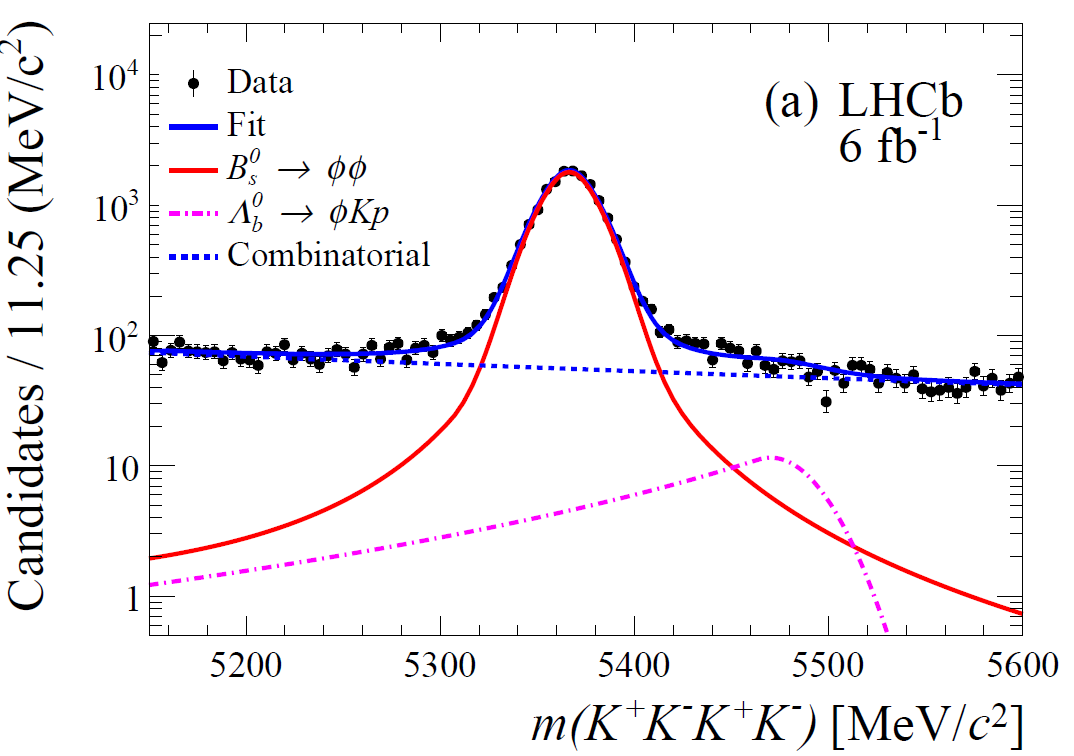 Candidates / 11.25 (MeV/c²)
10⁴
10³
10²
10
1
Data
Fit
B⁰ₛ → ϕϕ
Λ⁰_b → ϕKp
Combinatorial
(a) LHCb
6 fb⁻¹
5200 5300 5400 5500 5600
m(K⁺K⁻K⁺K⁻) [MeV/c²]